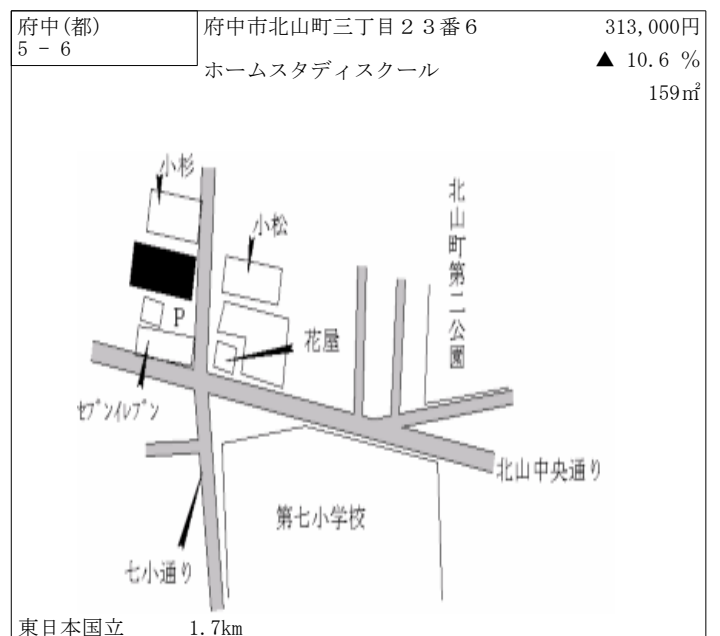 府中(都)
5 － 6
府中市北山町三丁目２３番６
ホームスタディスクール
313,000円
▲ 10.6 %
159㎡
小杉
小松
北山町第二公園
P
花屋
ｾﾌﾞﾝｲﾚﾌﾞﾝ
北山中央通り
第七小学校
七小通り
東日本国立 1.7km